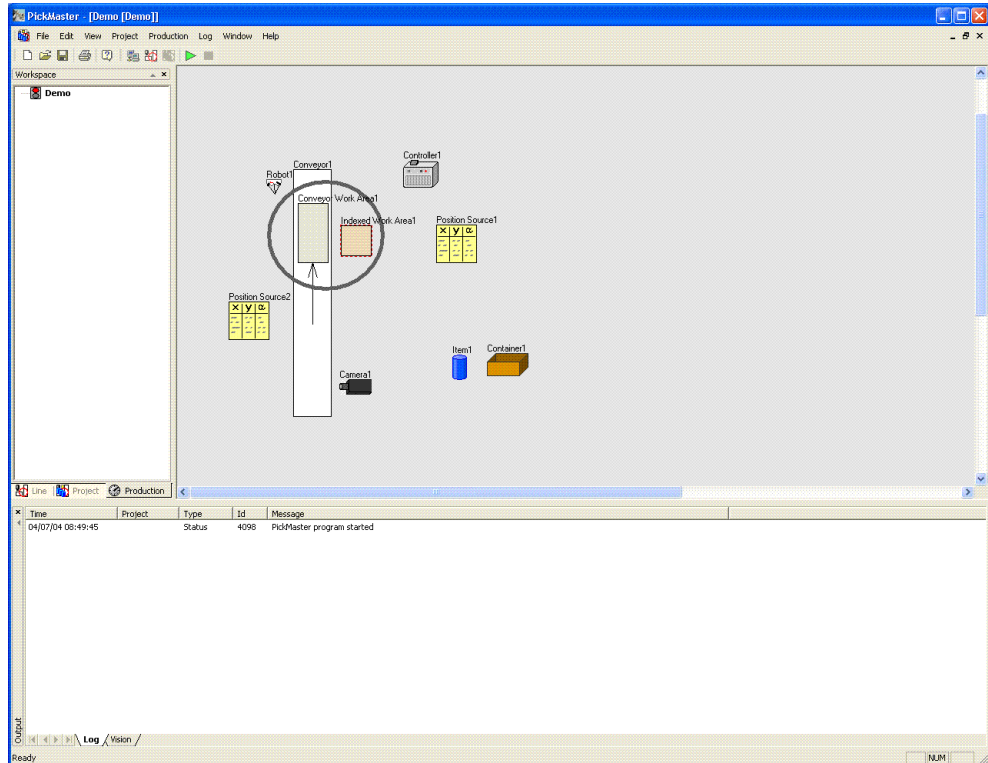 PickMaster - [Demo [Demo]]
File Edit View Project Production Log Window Help
Workspace
Demo
Controller1
Conveyor1
Robot1
Conveyor Work Area1
Indexed Work Area1
Position Source1
x y α
Position Source2
x y α
Item1
Container1
Camera1
Line Project Production
Time Project Type Id Message
04/07/04 08:49:45 Status 4098 PickMaster program started
Output
Log Vision
Ready
NUM